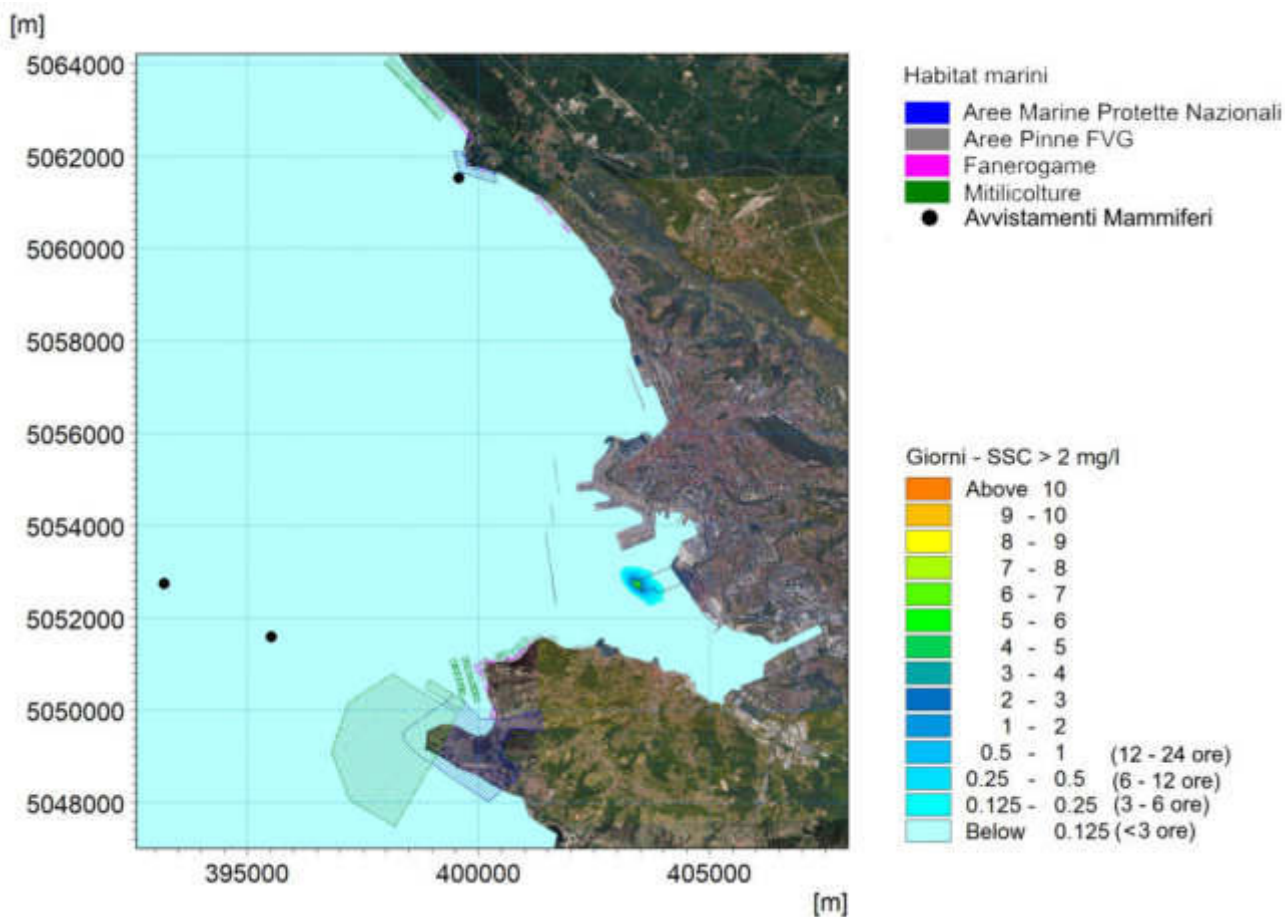 [m]
5064000
5062000
5060000
5058000
5056000
5054000
5052000
5050000
5048000
395000
400000
405000
[m]
Habitat marini
Aree Marine Protette Nazionali
Aree Pinne FVG
Fanerogame
Mitilicolture
Avvistamenti Mammiferi
Giorni - SSC > 2 mg/l
Above 10
9 - 10
8 - 9
7 - 8
6 - 7
5 - 6
4 - 5
3 - 4
2 - 3
1 - 2
0.5 - 1 (12 - 24 ore)
0.25 - 0.5 (6 - 12 ore)
0.125 - 0.25 (3 - 6 ore)
Below 0.125 (<3 ore)